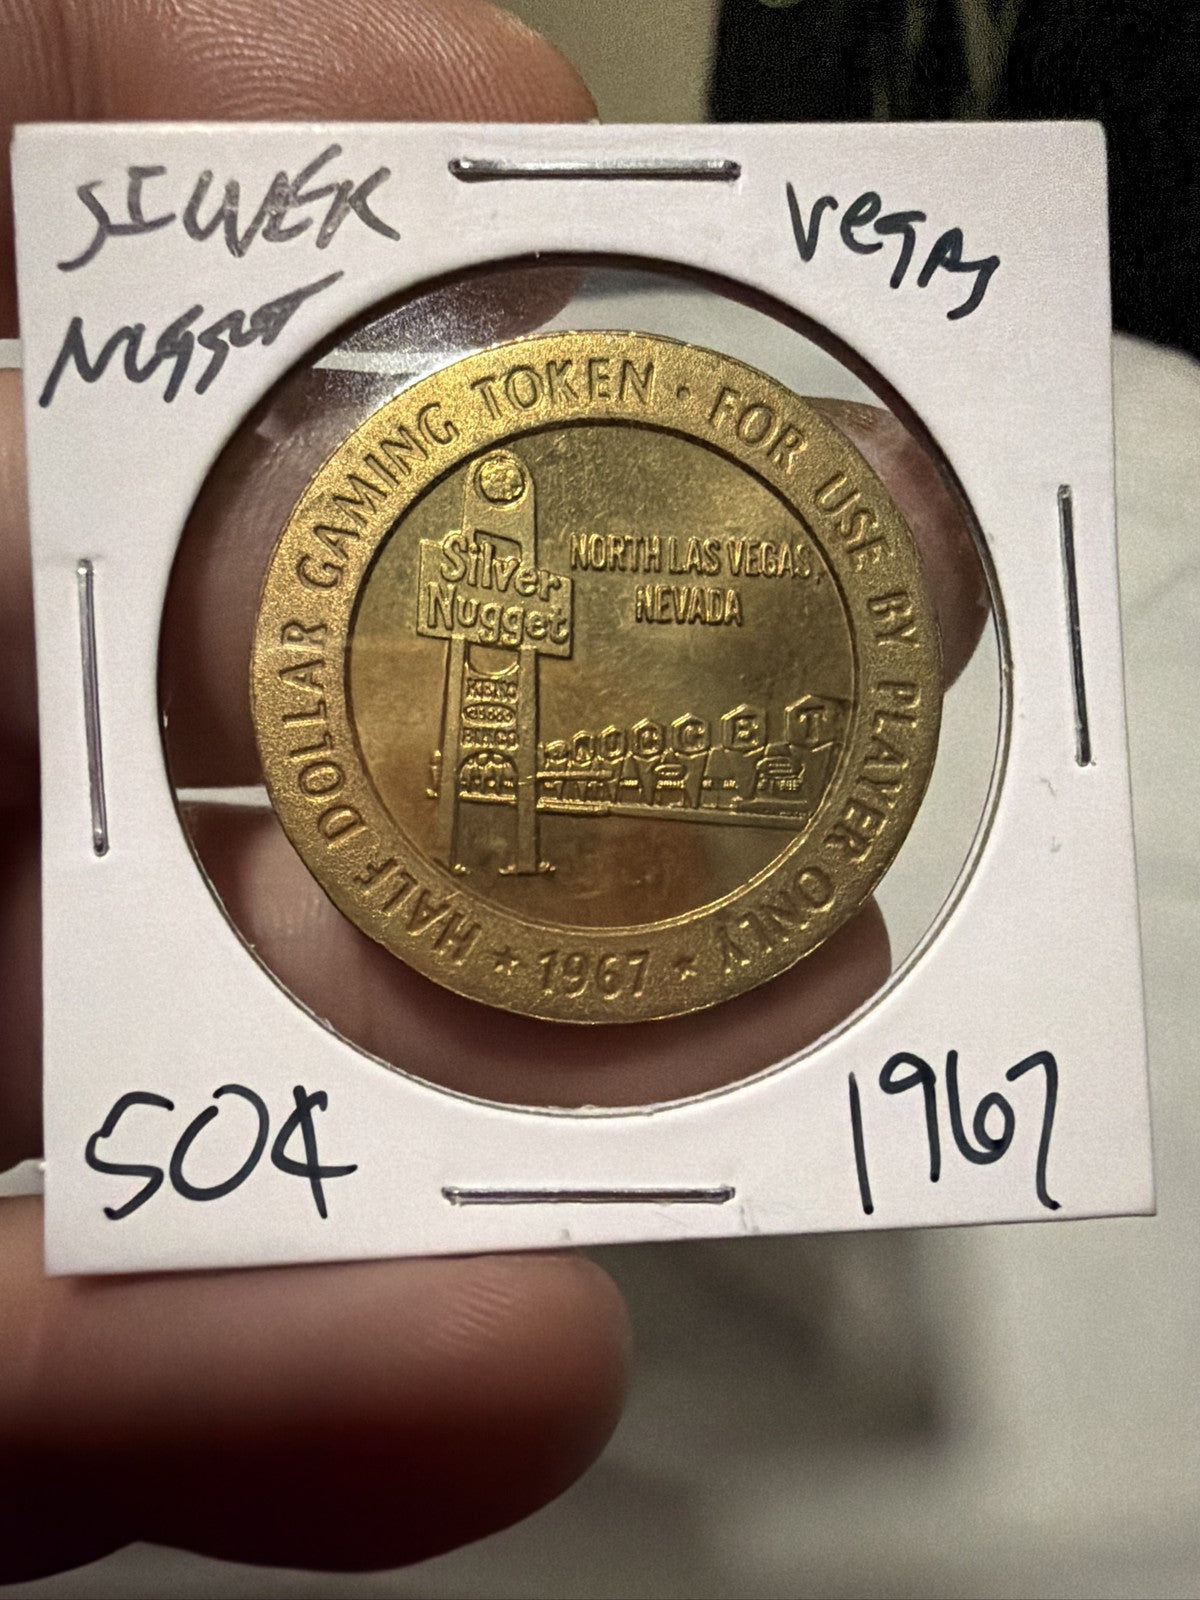 SILVER
NUGGET
VEGAS
HALF DOLLAR GAMING TOKEN · FOR USE BY PLAYER ONLY
★ 1967 ★
Silver
Nugget
NORTH LAS VEGAS,
NEVADA
KENO
BINGO
50¢
1967